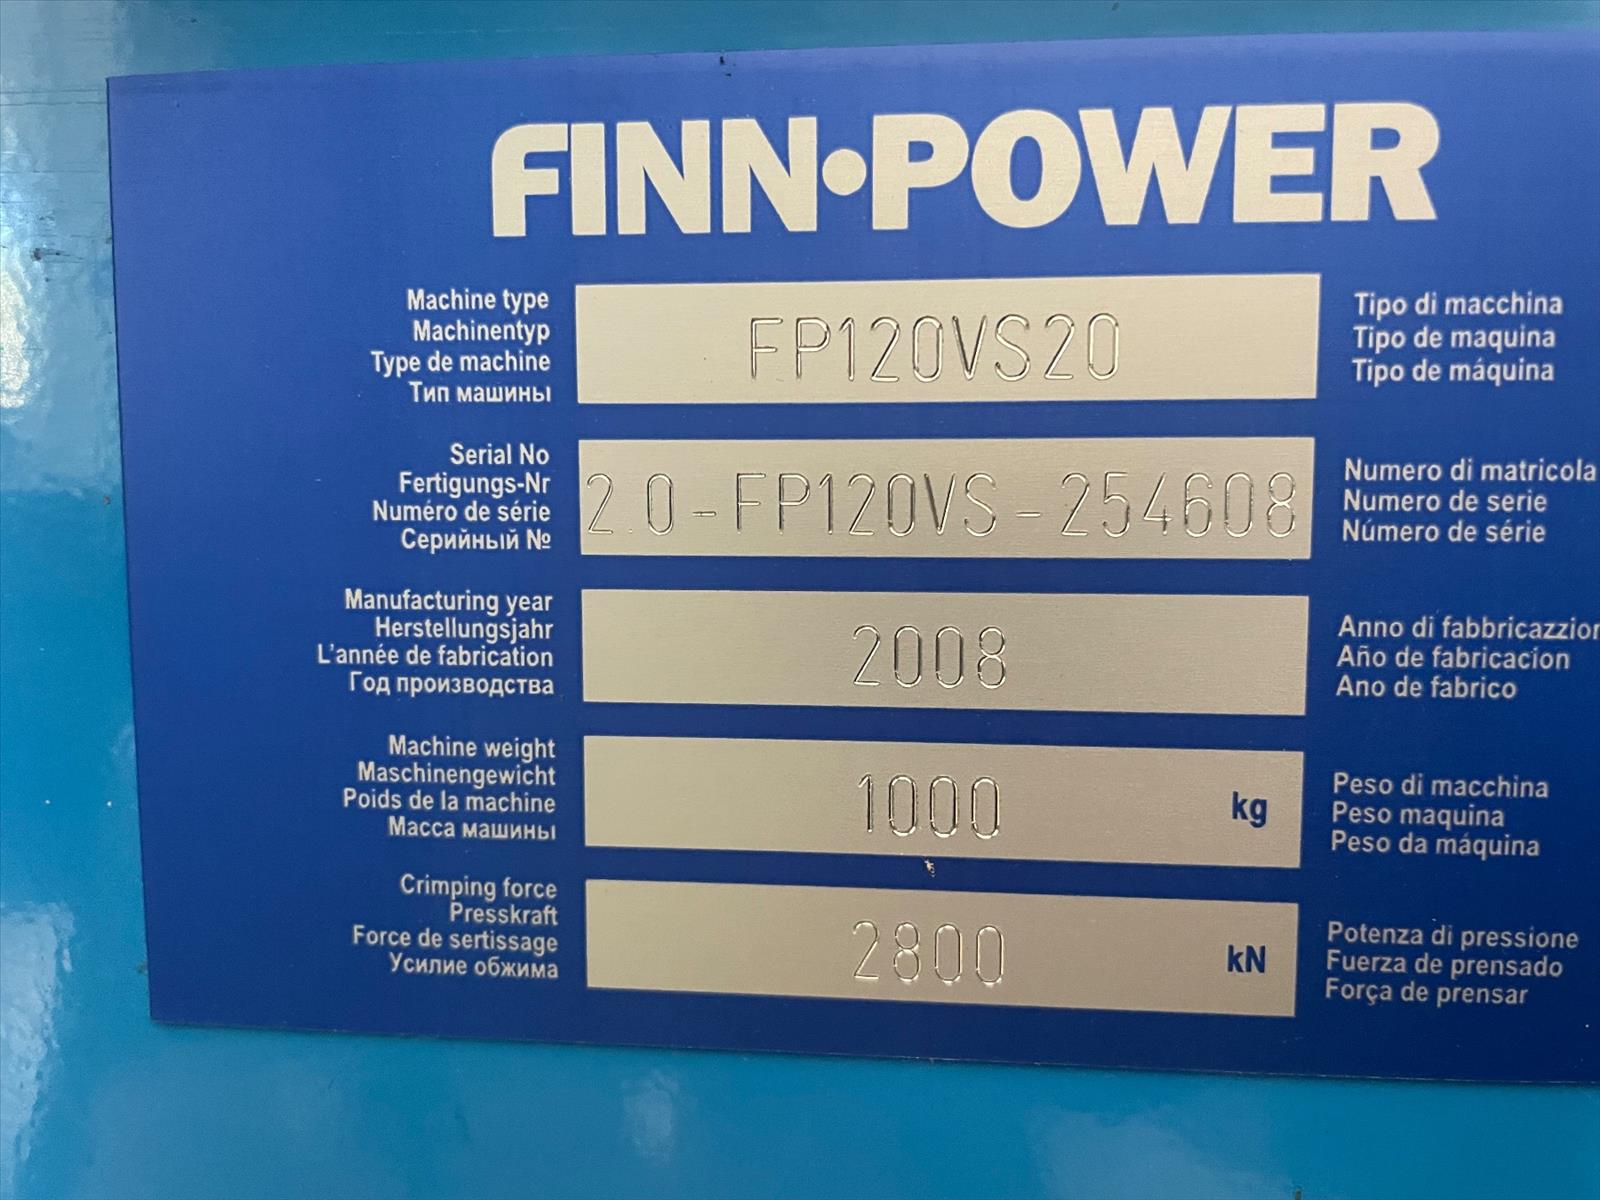 FINN•POWER
Machine type
Machinentyp
Type de machine
Тип машины
FP120VS20
Tipo di macchina
Tipo de maquina
Tipo de máquina
Serial No
Fertigungs-Nr
Numéro de série
Серийный №
2.0-FP120VS-254608
Numero di matricola
Numero de serie
Número de série
Manufacturing year
Herstellungsjahr
L'année de fabrication
Год производства
2008
Anno di fabbricazzion
Año de fabricacion
Ano de fabrico
Machine weight
Maschinengewicht
Poids de la machine
Масса машины
1000 kg
Peso di macchina
Peso maquina
Peso da máquina
Crimping force
Presskraft
Force de sertissage
Усилие обжима
2800 kN
Potenza di pressione
Fuerza de prensado
Força de prensar